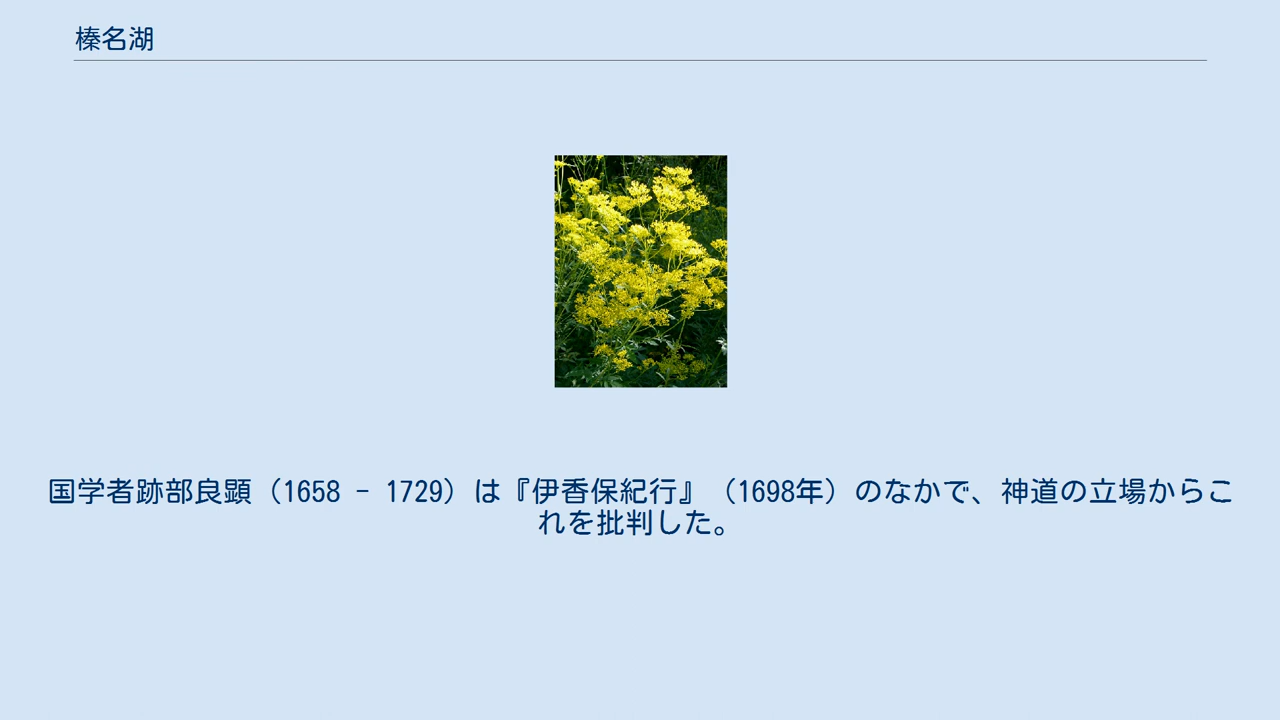 榛名湖
国学者跡部良顕（1658 - 1729）は『伊香保紀行』（1698年）のなかで、神道の立場からこ
れを批判した。